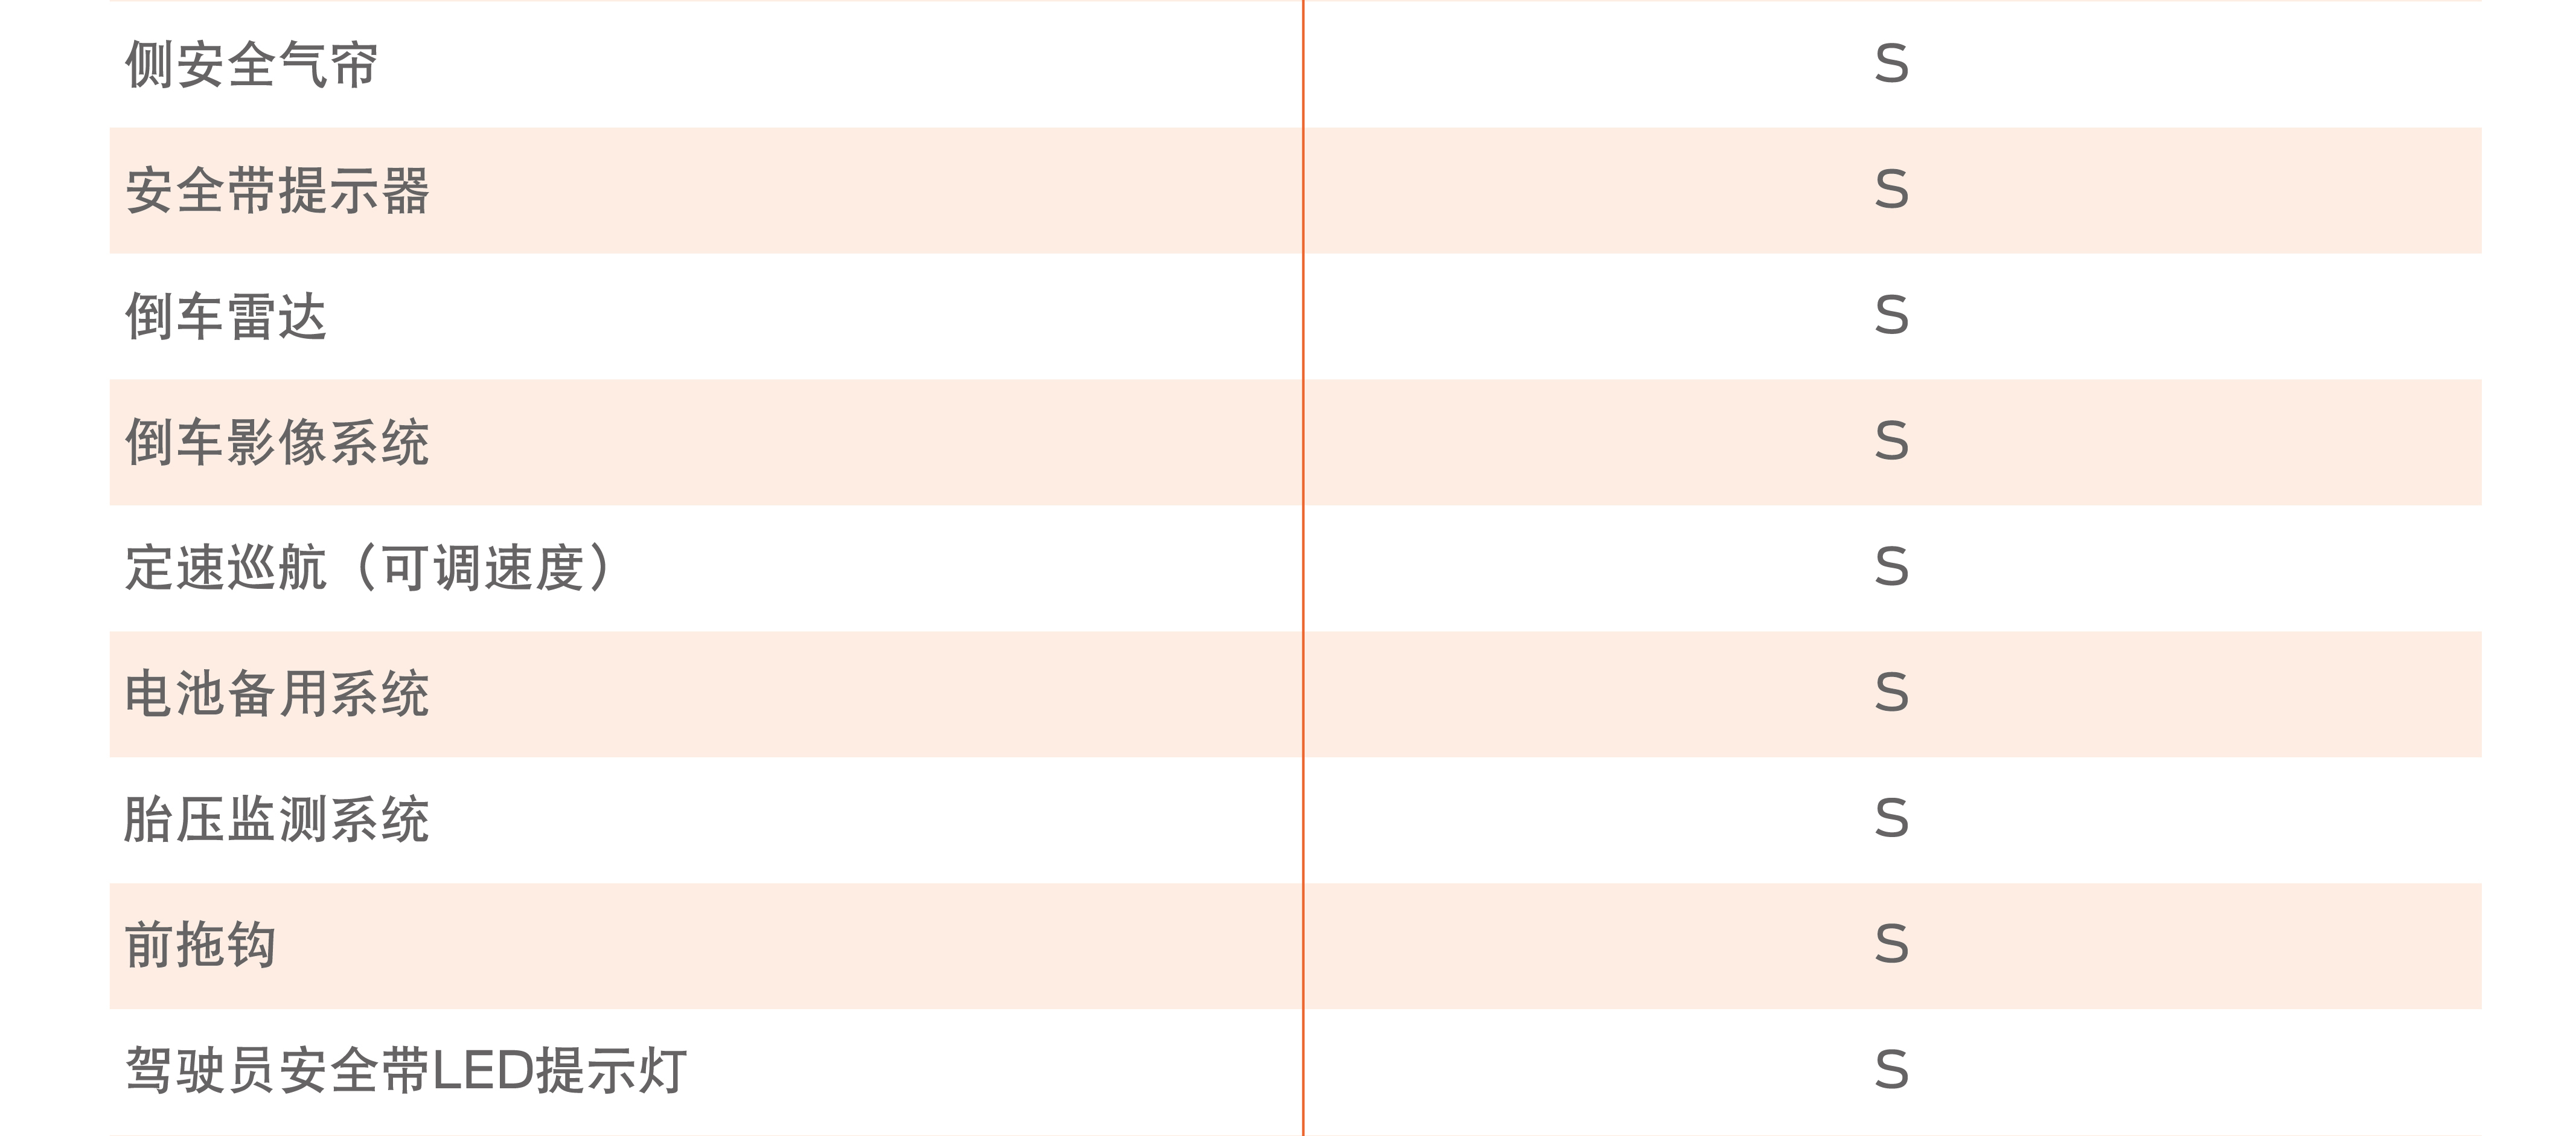 侧安全气帘 S
安全带提示器 S
倒车雷达 S
倒车影像系统 S
定速巡航（可调速度） S
电池备用系统 S
胎压监测系统 S
前拖钩 S
驾驶员安全带LED提示灯 S